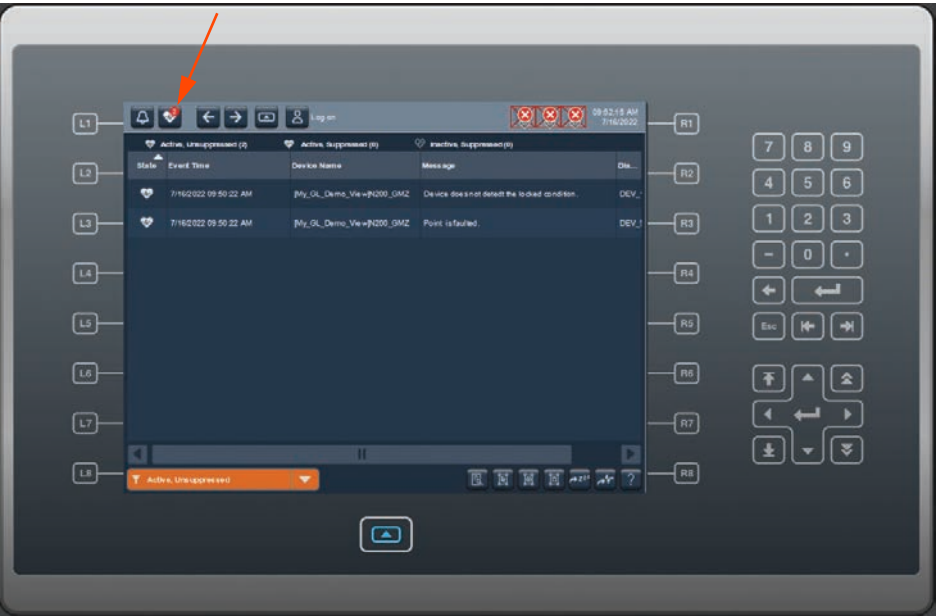 L1
2
Log on
09:52:15 AM
7/16/2022
R1
Active, Unsuppressed (2) Active, Suppressed (0) Inactive, Suppressed (0)
L2
State Event Time Device Name Message Dis...
R2
7/16/2022 09:50:22 AM [My_GL_Demo_View]N200_GMZ Device does not detect the locked condition. DEV_
L3
7/16/2022 09:50:22 AM [My_GL_Demo_View]N200_GMZ Point is faulted. DEV_
R3
L4
R4
L5
R5
L6
R6
L7
R7
L8
Active, Unsuppressed
?
R8
7 8 9
4 5 6
1 2 3
- 0 .
Esc